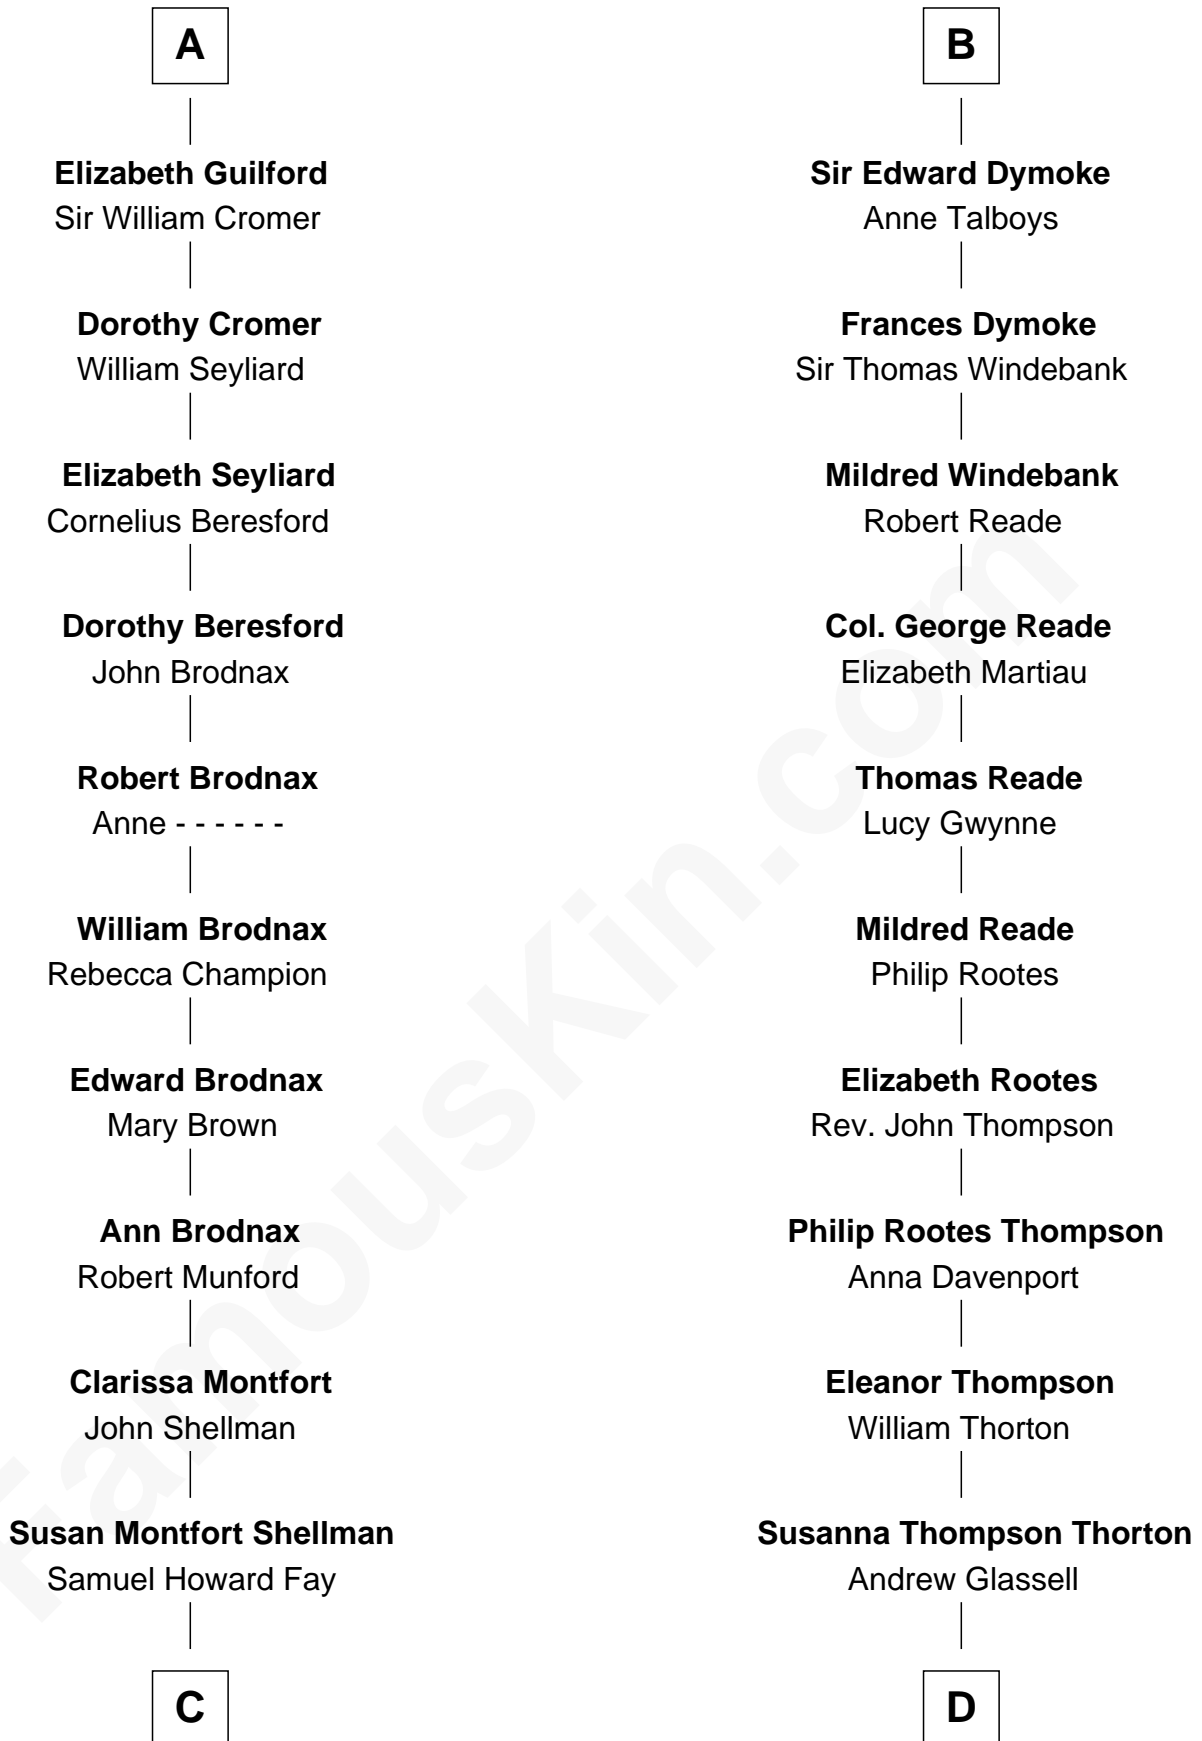 A
Elizabeth Guilford
Sir William Cromer
Dorothy Cromer
William Seyliard
Elizabeth Seyliard
Cornelius Beresford
Dorothy Beresford
John Brodnax
Robert Brodnax
Anne - - - - - -
William Brodnax
Rebecca Champion
Edward Brodnax
Mary Brown
Ann Brodnax
Robert Munford
Clarissa Montfort
John Shellman
Susan Montfort Shellman
Samuel Howard Fay
C
B
Sir Edward Dymoke
Anne Talboys
Frances Dymoke
Sir Thomas Windebank
Mildred Windebank
Robert Reade
Col. George Reade
Elizabeth Martiau
Thomas Reade
Lucy Gwynne
Mildred Reade
Philip Rootes
Elizabeth Rootes
Rev. John Thompson
Philip Rootes Thompson
Anna Davenport
Eleanor Thompson
William Thorton
Susanna Thompson Thorton
Andrew Glassell
D
FamousKin.com